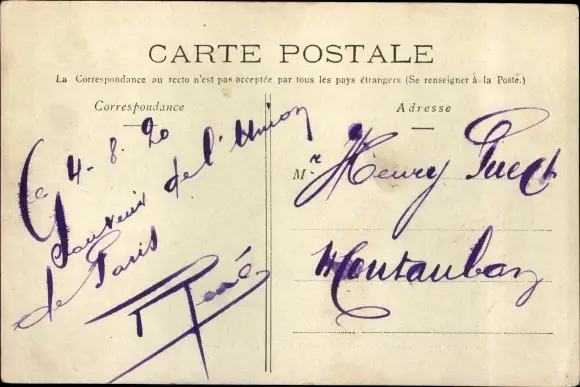 CARTE POSTALE
La Correspondance au recto n'est pas acceptée par tous les pays étrangers (Se renseigner à la Poste.)
Correspondance
Le 4-8-20
Souvenir de l'Union
de Paris
René
Adresse
Mr Henry Puech
Montauban